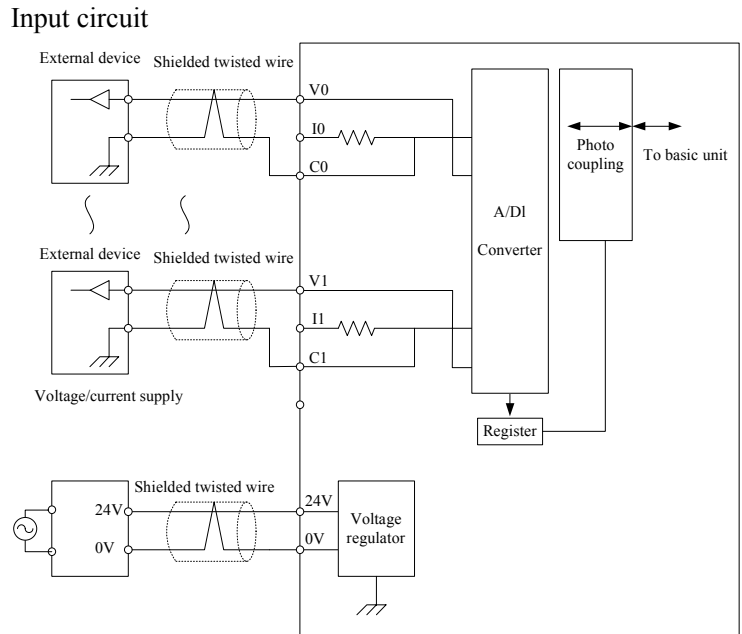 Input circuit
External device
Shielded twisted wire
V0
I0
C0
A/Dl
Converter
Photo
coupling
To basic unit
External device
Shielded twisted wire
V1
I1
C1
Voltage/current supply
Register
Shielded twisted wire
24V
0V
24V
0V
Voltage
regulator